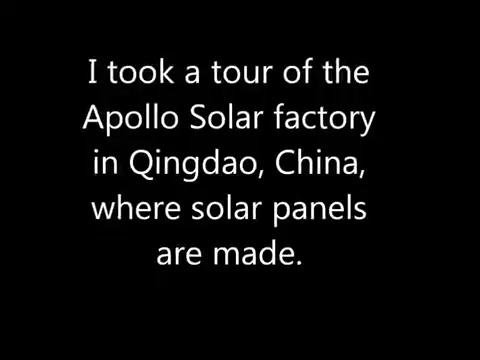 I took a tour of the
Apollo Solar factory
in Qingdao, China,
where solar panels
are made.